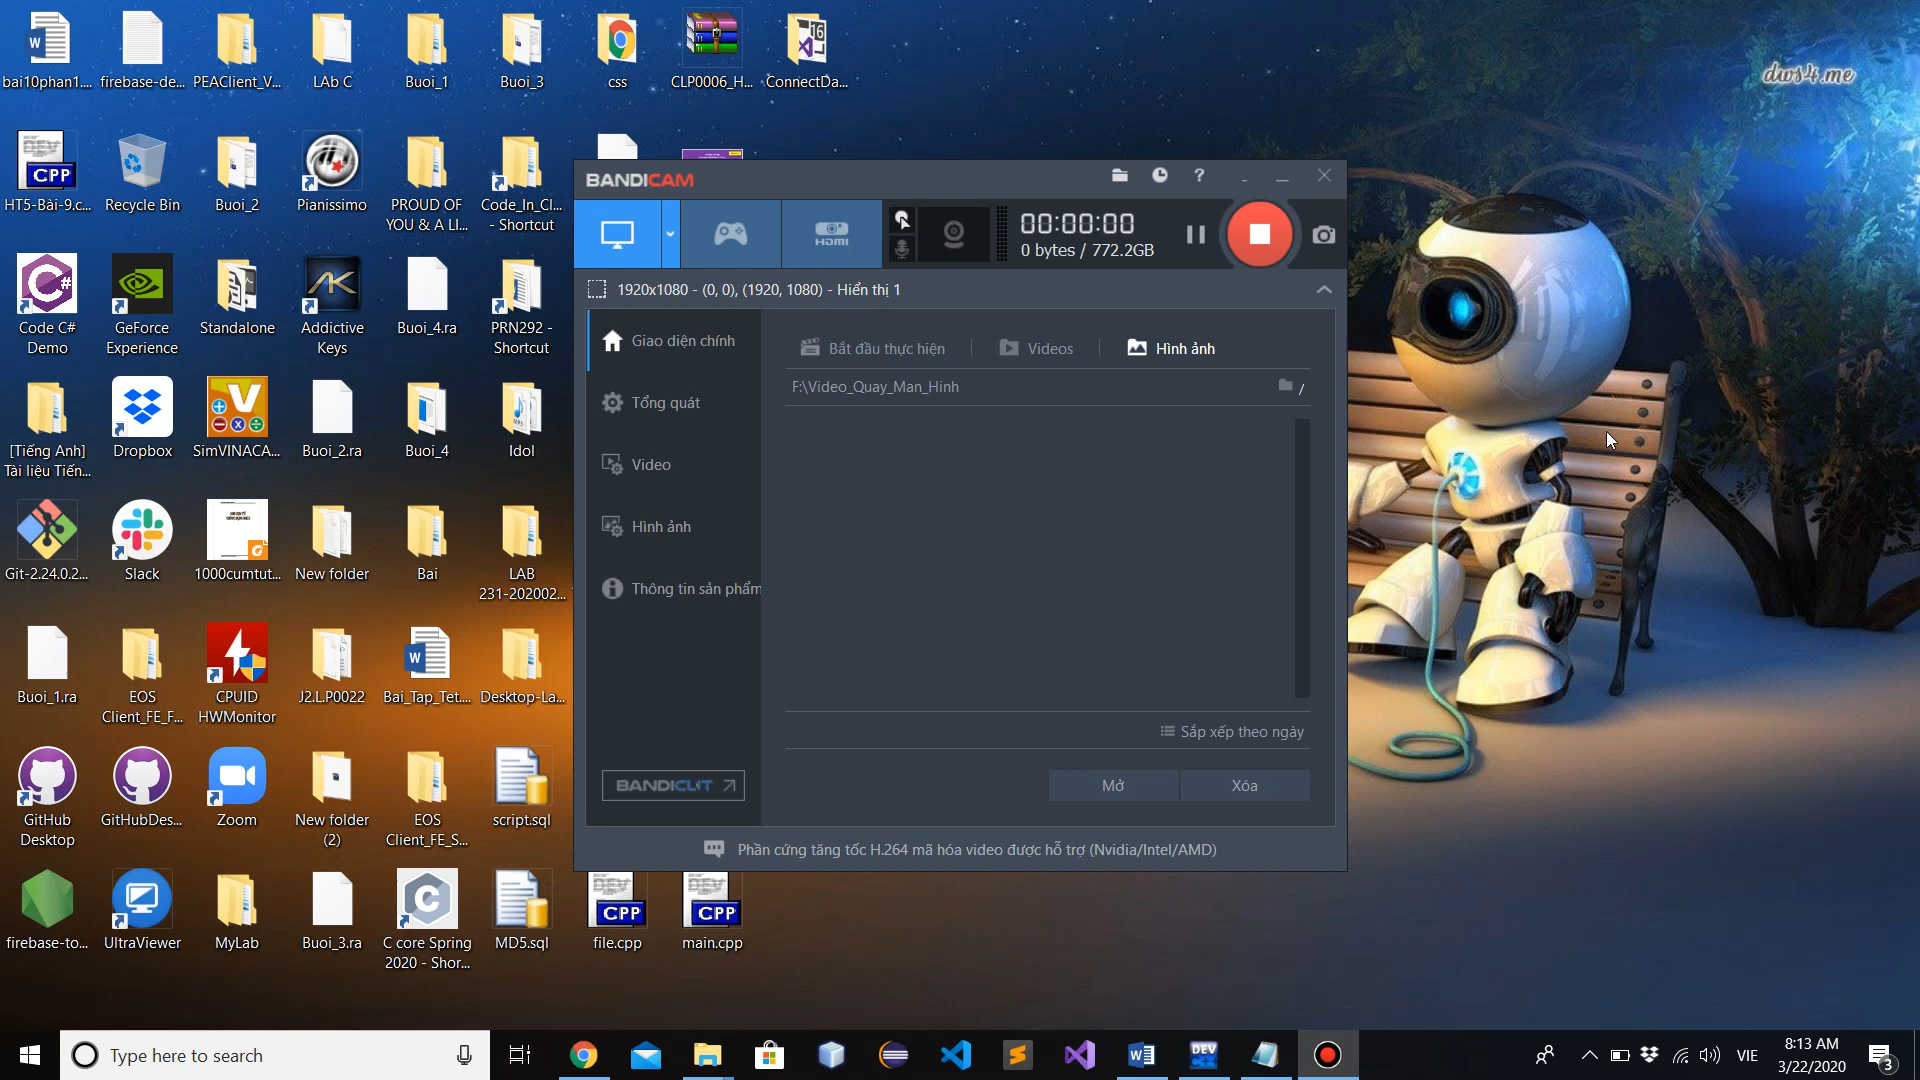 bai10phan1....
firebase-de...
PEAClient_V...
LAb C
Buoi_1
Buoi_3
css
CLP0006_H...
ConnectDa...
dws4.me
HT5-Bài-9.c...
Recycle Bin
Buoi_2
Pianissimo
PROUD OF
YOU & A LI...
Code_In_Cl...
- Shortcut
Code C#
Demo
GeForce
Experience
Standalone
Addictive
Keys
Buoi_4.ra
PRN292 -
Shortcut
[Tiếng Anh]
Tài liệu Tiến...
Dropbox
SimVINACA...
Buoi_2.ra
Buoi_4
Idol
Git-2.24.0.2...
Slack
1000cumtut...
New folder
Bai
LAB
231-202002...
Buoi_1.ra
EOS
Client_FE_F...
CPUID
HWMonitor
J2.L.P0022
Bai_Tap_Tet....
Desktop-La...
GitHub
Desktop
GitHubDes...
Zoom
New folder
(2)
EOS
Client_FE_S...
script.sql
firebase-to...
UltraViewer
MyLab
Buoi_3.ra
C core Spring
2020 - Shor...
MD5.sql
file.cpp
main.cpp
BANDICAM
HDMI
00:00:00
0 bytes / 772.2GB
1920x1080 - (0, 0), (1920, 1080) - Hiển thị 1
Giao diện chính
Tổng quát
Video
Hình ảnh
Thông tin sản phẩm
BANDICUT
Bắt đầu thực hiện
Videos
Hình ảnh
F:\Video_Quay_Man_Hinh
/
Sắp xếp theo ngày
Mở
Xóa
Phần cứng tăng tốc H.264 mã hóa video được hỗ trợ (Nvidia/Intel/AMD)
Type here to search
VIE
8:13 AM
3/22/2020
3